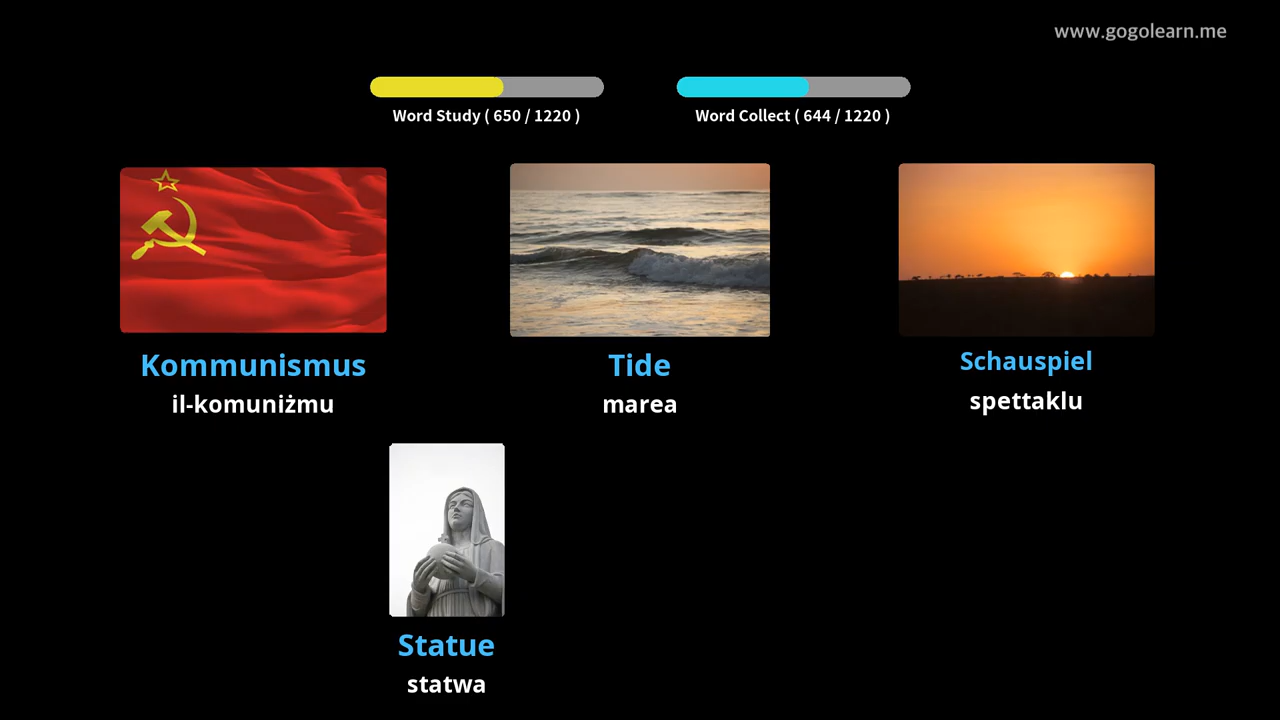 www.gogolearn.me
Word Study ( 650 / 1220 )
Word Collect ( 644 / 1220 )
Kommunismus
il-komuniżmu
Tide
marea
Schauspiel
spettaklu
Statue
statwa